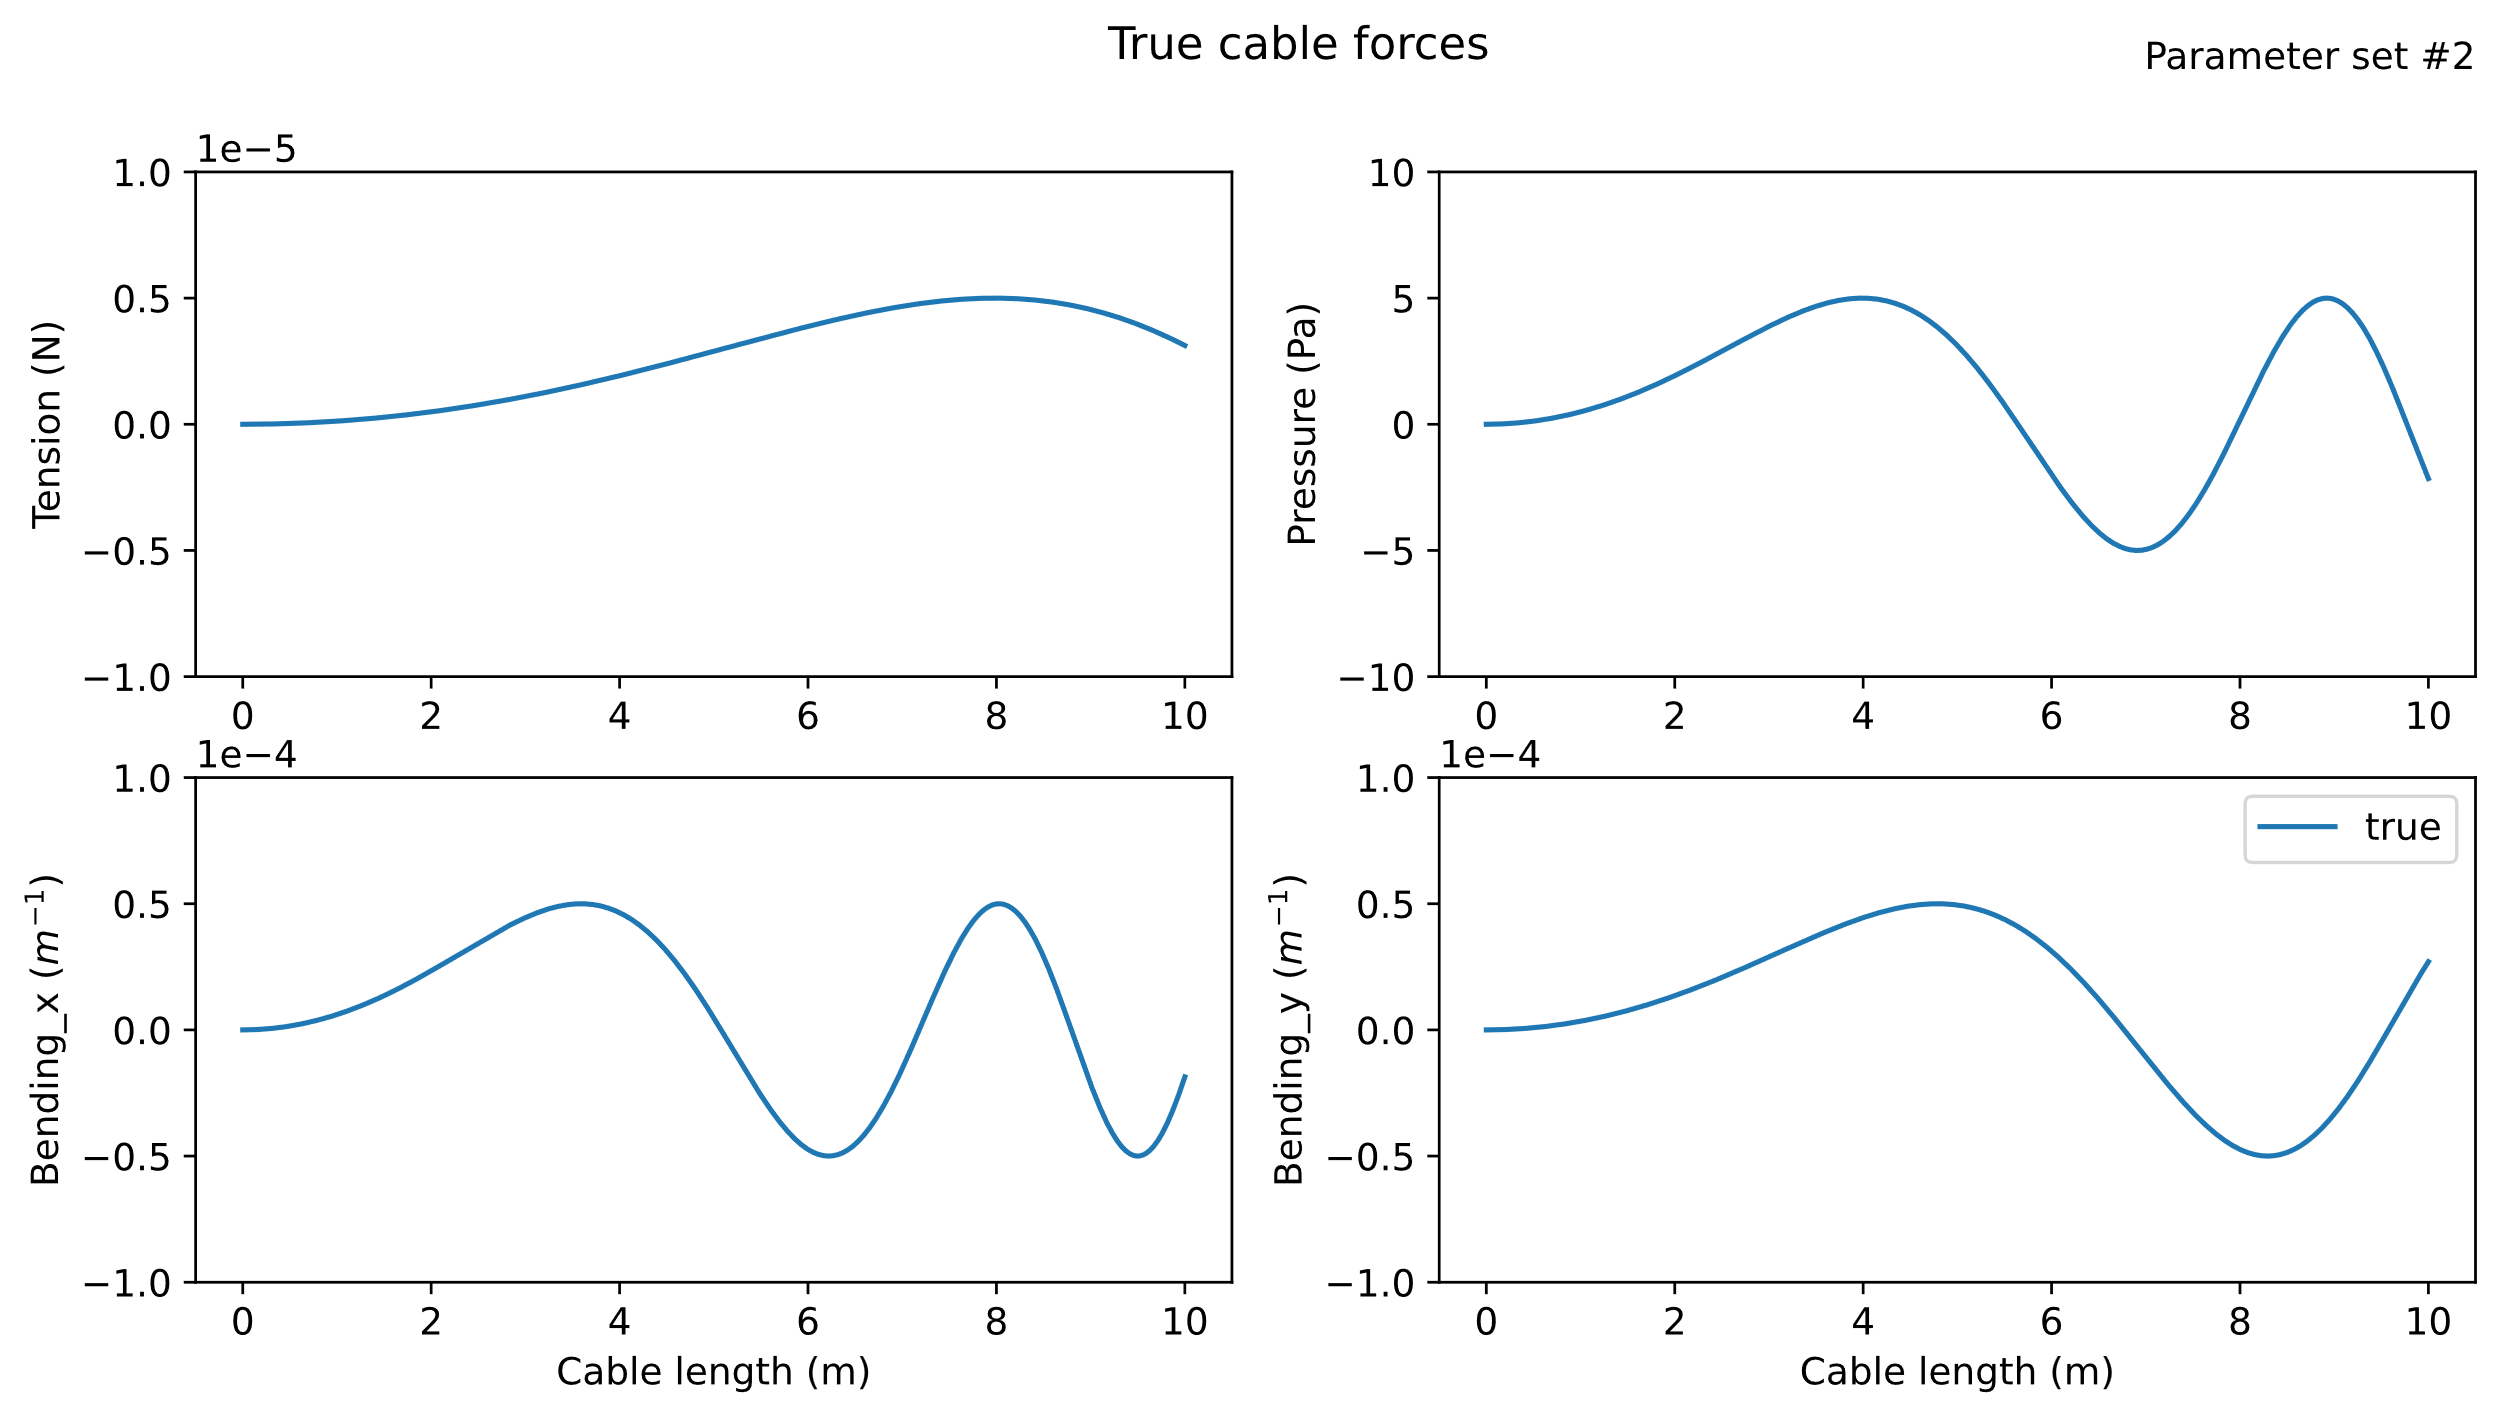 True cable forces
Parameter set #2
1e−5
1.0
0.5
0.0
−0.5
−1.0
Tension (N)
0 2 4 6 8 10
10
5
0
−5
−10
Pressure (Pa)
0 2 4 6 8 10
1e−4
1.0
0.5
0.0
−0.5
−1.0
Bending_x (m⁻¹)
0 2 4 6 8 10
Cable length (m)
1e−4
1.0
0.5
0.0
−0.5
−1.0
Bending_y (m⁻¹)
true
0 2 4 6 8 10
Cable length (m)